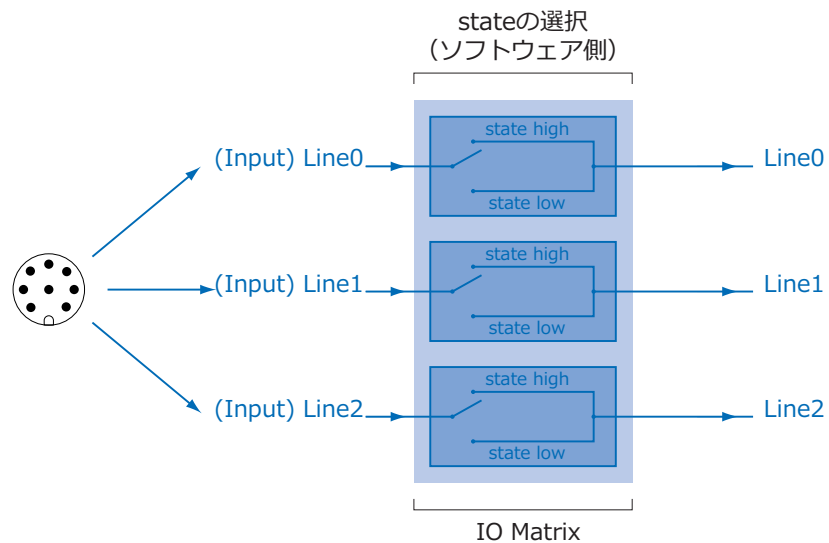 stateの選択
（ソフトウェア側）
state high
(Input) Line0
Line0
state low
state high
(Input) Line1
Line1
state low
state high
(Input) Line2
Line2
state low
IO Matrix